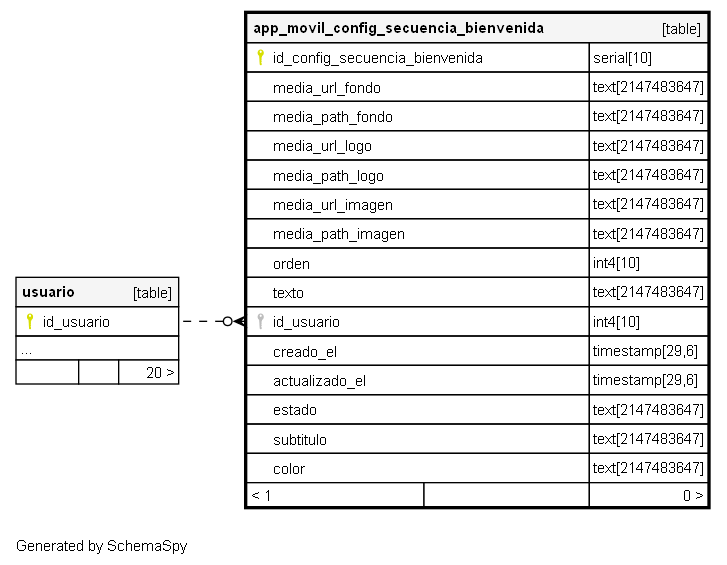 app_movil_config_secuencia_bienvenida [table]
id_config_secuencia_bienvenida serial[10]
media_url_fondo text[2147483647]
media_path_fondo text[2147483647]
media_url_logo text[2147483647]
media_path_logo text[2147483647]
media_url_imagen text[2147483647]
media_path_imagen text[2147483647]
orden int4[10]
texto text[2147483647]
id_usuario int4[10]
creado_el timestamp[29,6]
actualizado_el timestamp[29,6]
estado text[2147483647]
subtitulo text[2147483647]
color text[2147483647]
< 1 0 >
usuario [table]
id_usuario
...
20 >
Generated by SchemaSpy